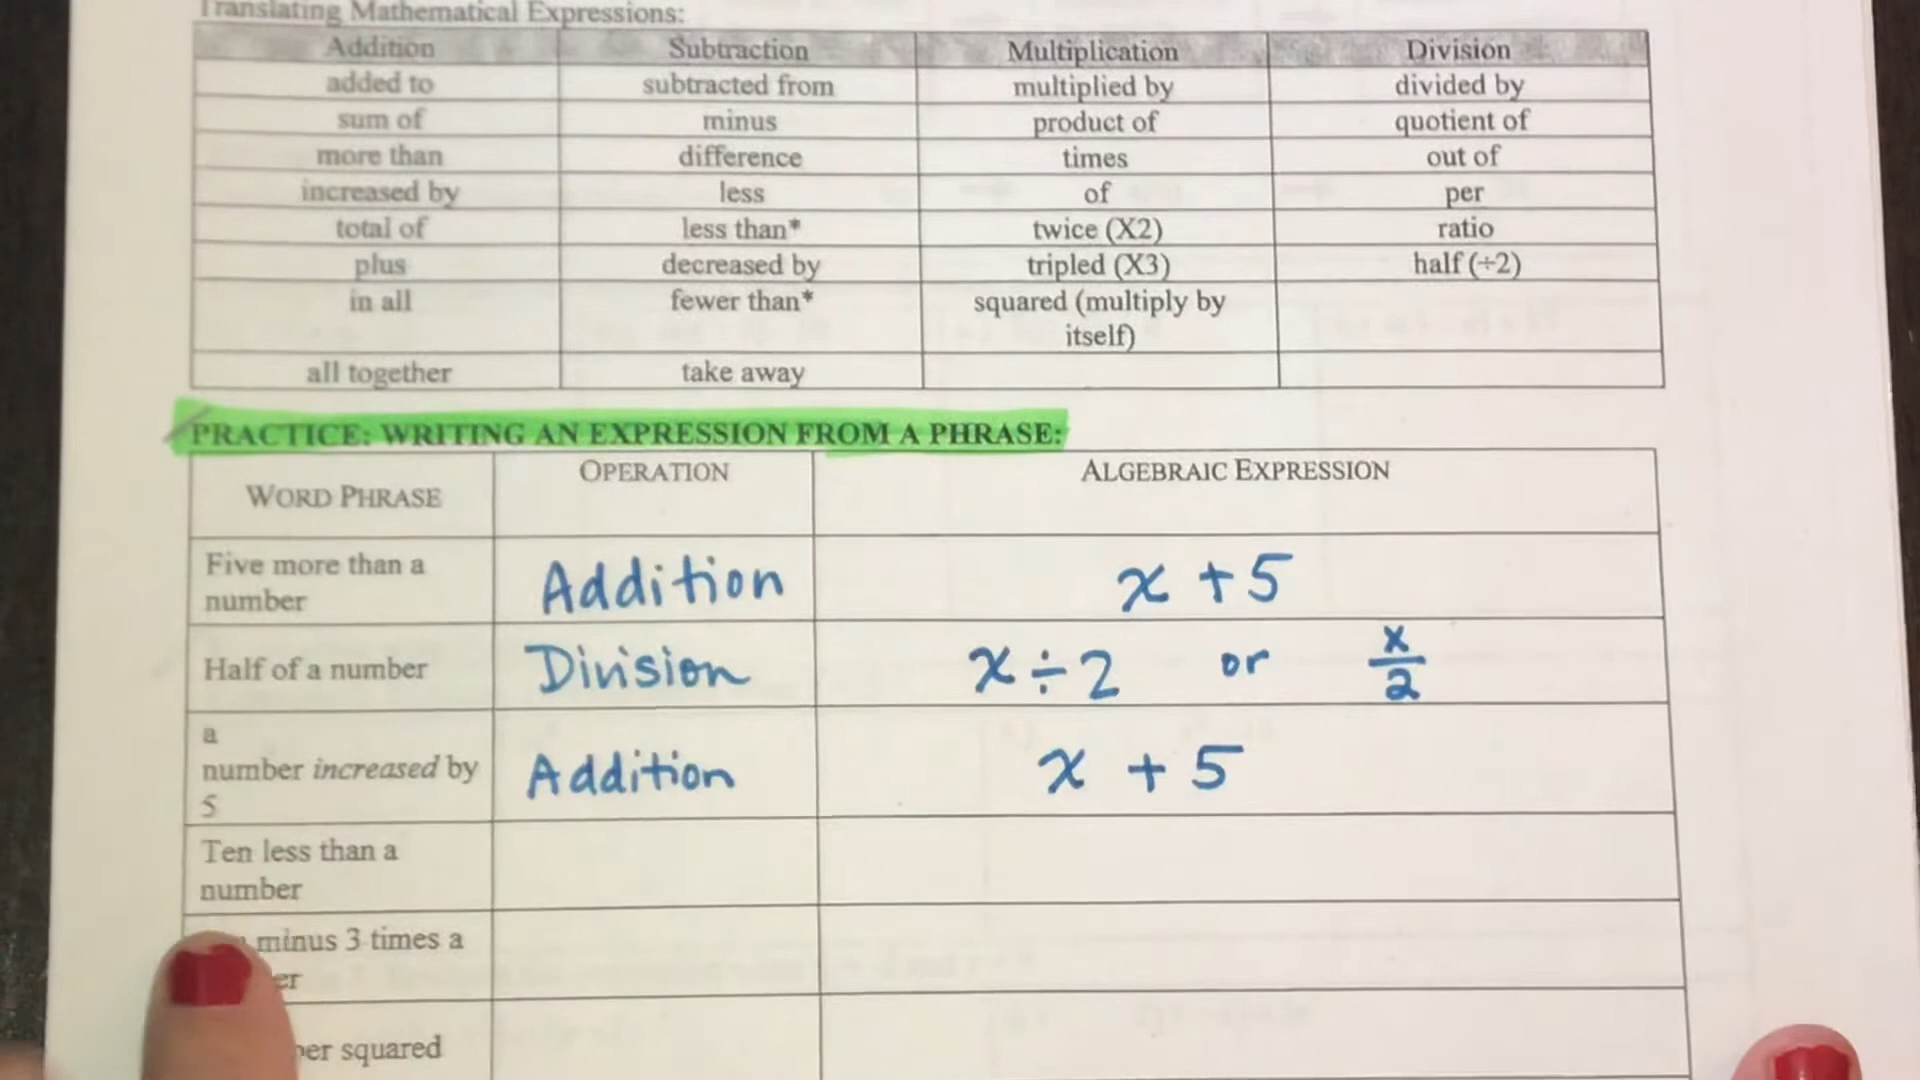 Translating Mathematical Expressions:
Addition Subtraction Multiplication Division
added to subtracted from multiplied by divided by
sum of minus product of quotient of
more than difference times out of
increased by less of per
total of less than* twice (X2) ratio
plus decreased by tripled (X3) half (÷2)
in all fewer than* squared (multiply by
itself)
all together take away
PRACTICE: WRITING AN EXPRESSION FROM A PHRASE:
WORD PHRASE OPERATION ALGEBRAIC EXPRESSION
Five more than a
number
Addition x + 5
Half of a number Division x ÷ 2 or x/2
a
number increased by
5
Addition x + 5
Ten less than a
number
minus 3 times a
squared